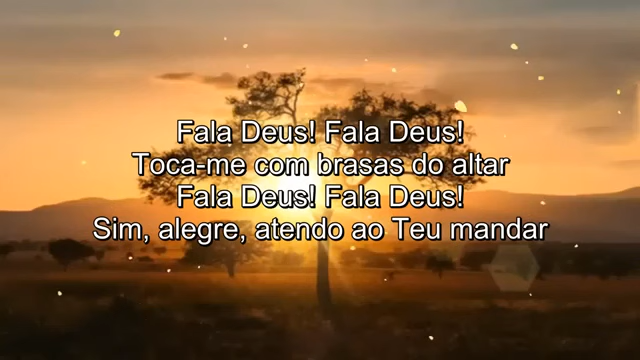 Fala Deus! Fala Deus!
Toca-me com brasas do altar
Fala Deus! Fala Deus!
Sim, alegre, atendo ao Teu mandar